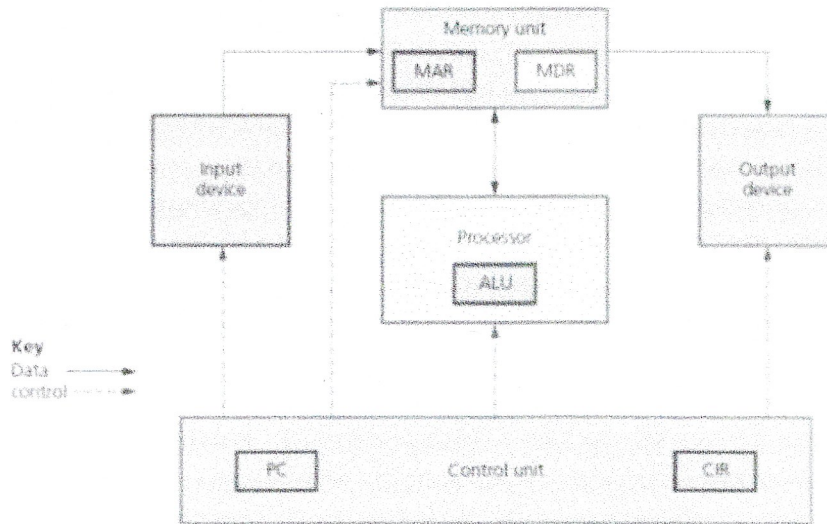 Memory unit
MAR
MDR
Input
device
Output
device
Processor
ALU
Key
Data
control
PC
Control unit
CIR